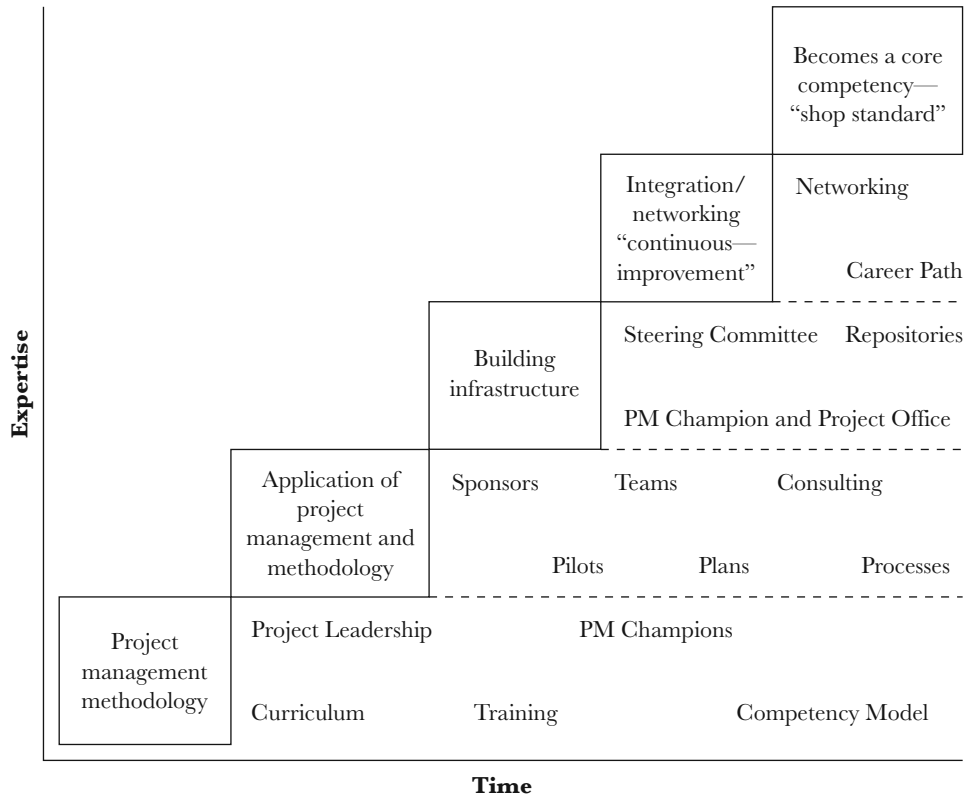 Becomes a core
competency—
“shop standard”
Integration/
networking
“continuous—
improvement”
Networking
Career Path
Building
infrastructure
Steering Committee
Repositories
PM Champion and Project Office
Expertise
Application of
project
management and
methodology
Sponsors
Teams
Consulting
Pilots
Plans
Processes
Project
management
methodology
Project Leadership
PM Champions
Curriculum
Training
Competency Model
Time